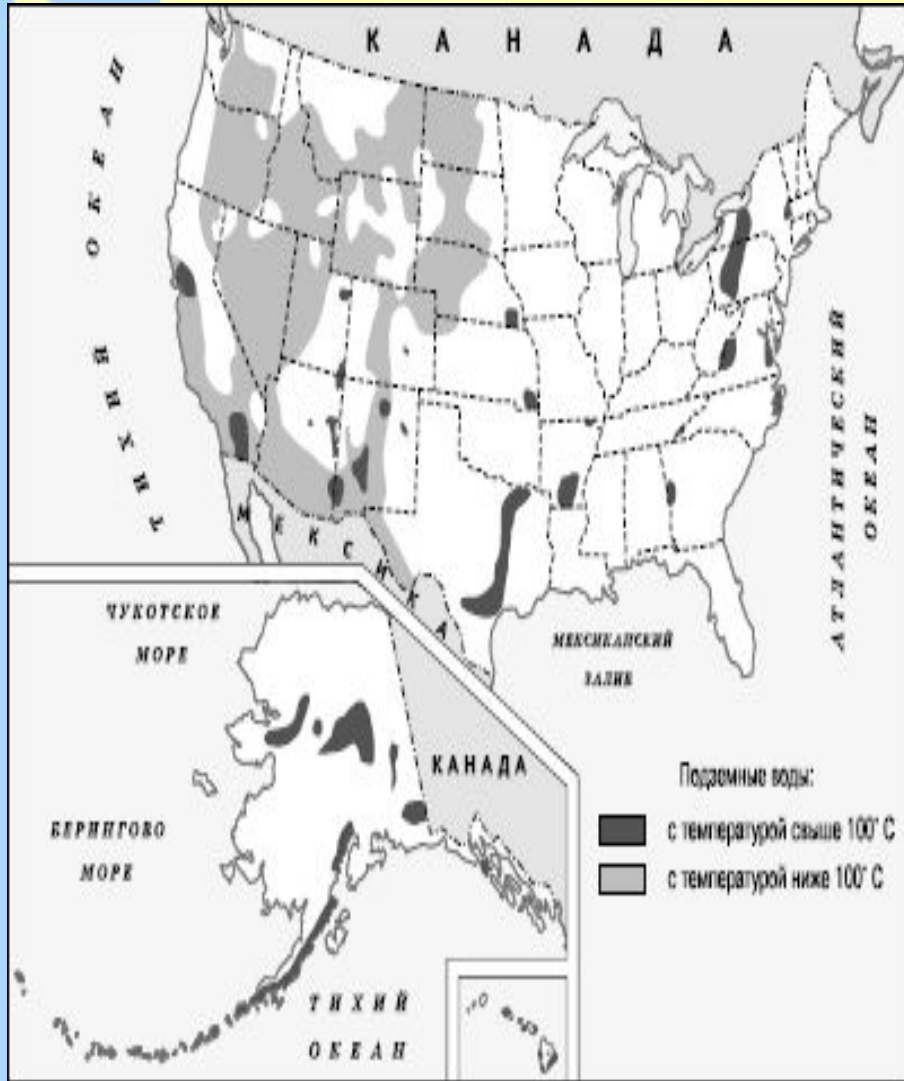 КАНАДА
ТИХИЙ ОКЕАН
АТЛАНТИЧЕСКИЙ
ОКЕАН
МЕКСИКА
МЕКСИКАНСКИЙ
ЗАЛИВ
ЧУКОТСКОЕ
МОРЕ
КАНАДА
БЕРИНГОВО
МОРЕ
ТИХИЙ
ОКЕАН
Подземные воды:
с температурой свыше 100° С
с температурой ниже 100° С